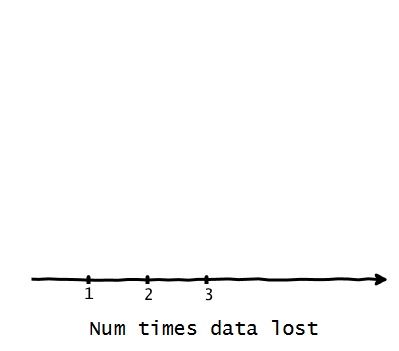 1 2 3
Num times data lost